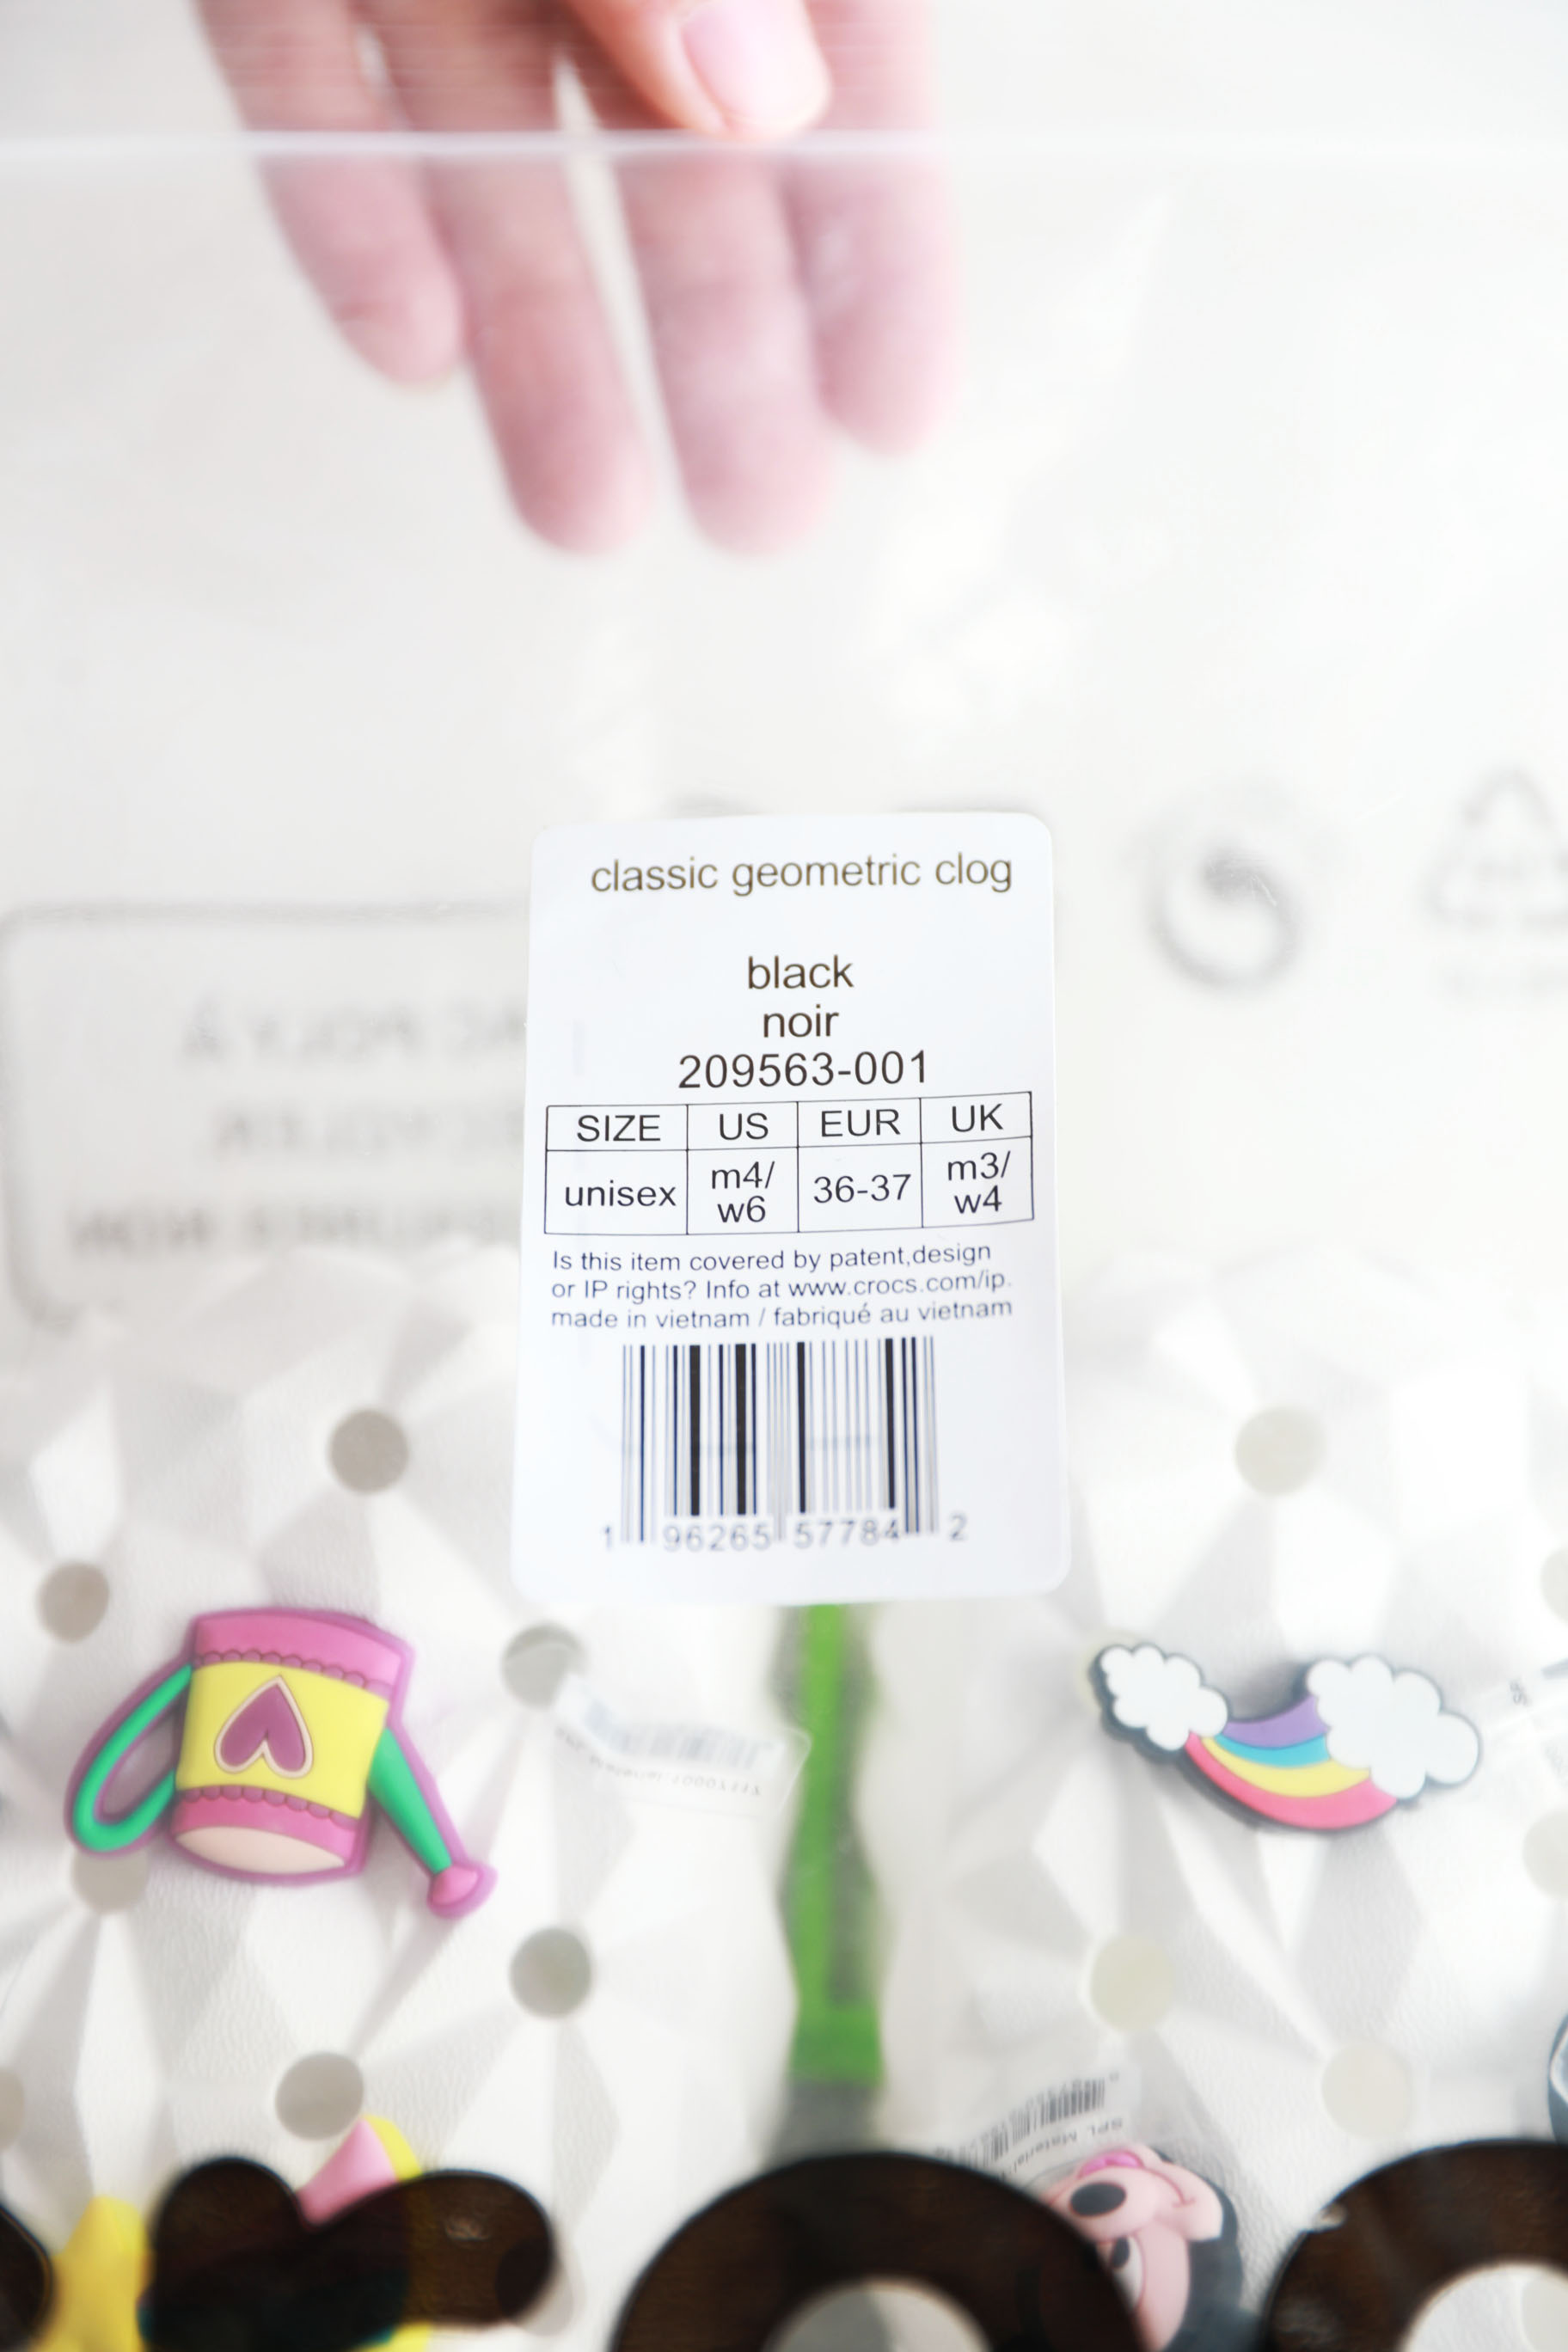 classic geometric clog
black
noir
209563-001
SIZE US EUR UK
unisex m4/ w6 36-37 m3/ w4
Is this item covered by patent,design
or IP rights? Info at www.crocs.com/ip.
made in vietnam / fabriqué au vietnam
1 96265 57784 2
SPL Material